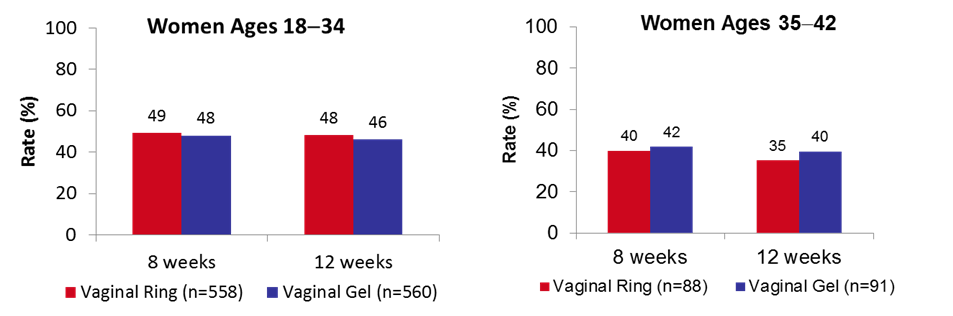 Women Ages 18–34
Rate (%)
100
80
60
40
20
0
49
48
48
46
8 weeks
12 weeks
Vaginal Ring (n=558)
Vaginal Gel (n=560)
Women Ages 35–42
Rate (%)
100
80
60
40
20
0
40
42
35
40
8 weeks
12 weeks
Vaginal Ring (n=88)
Vaginal Gel (n=91)